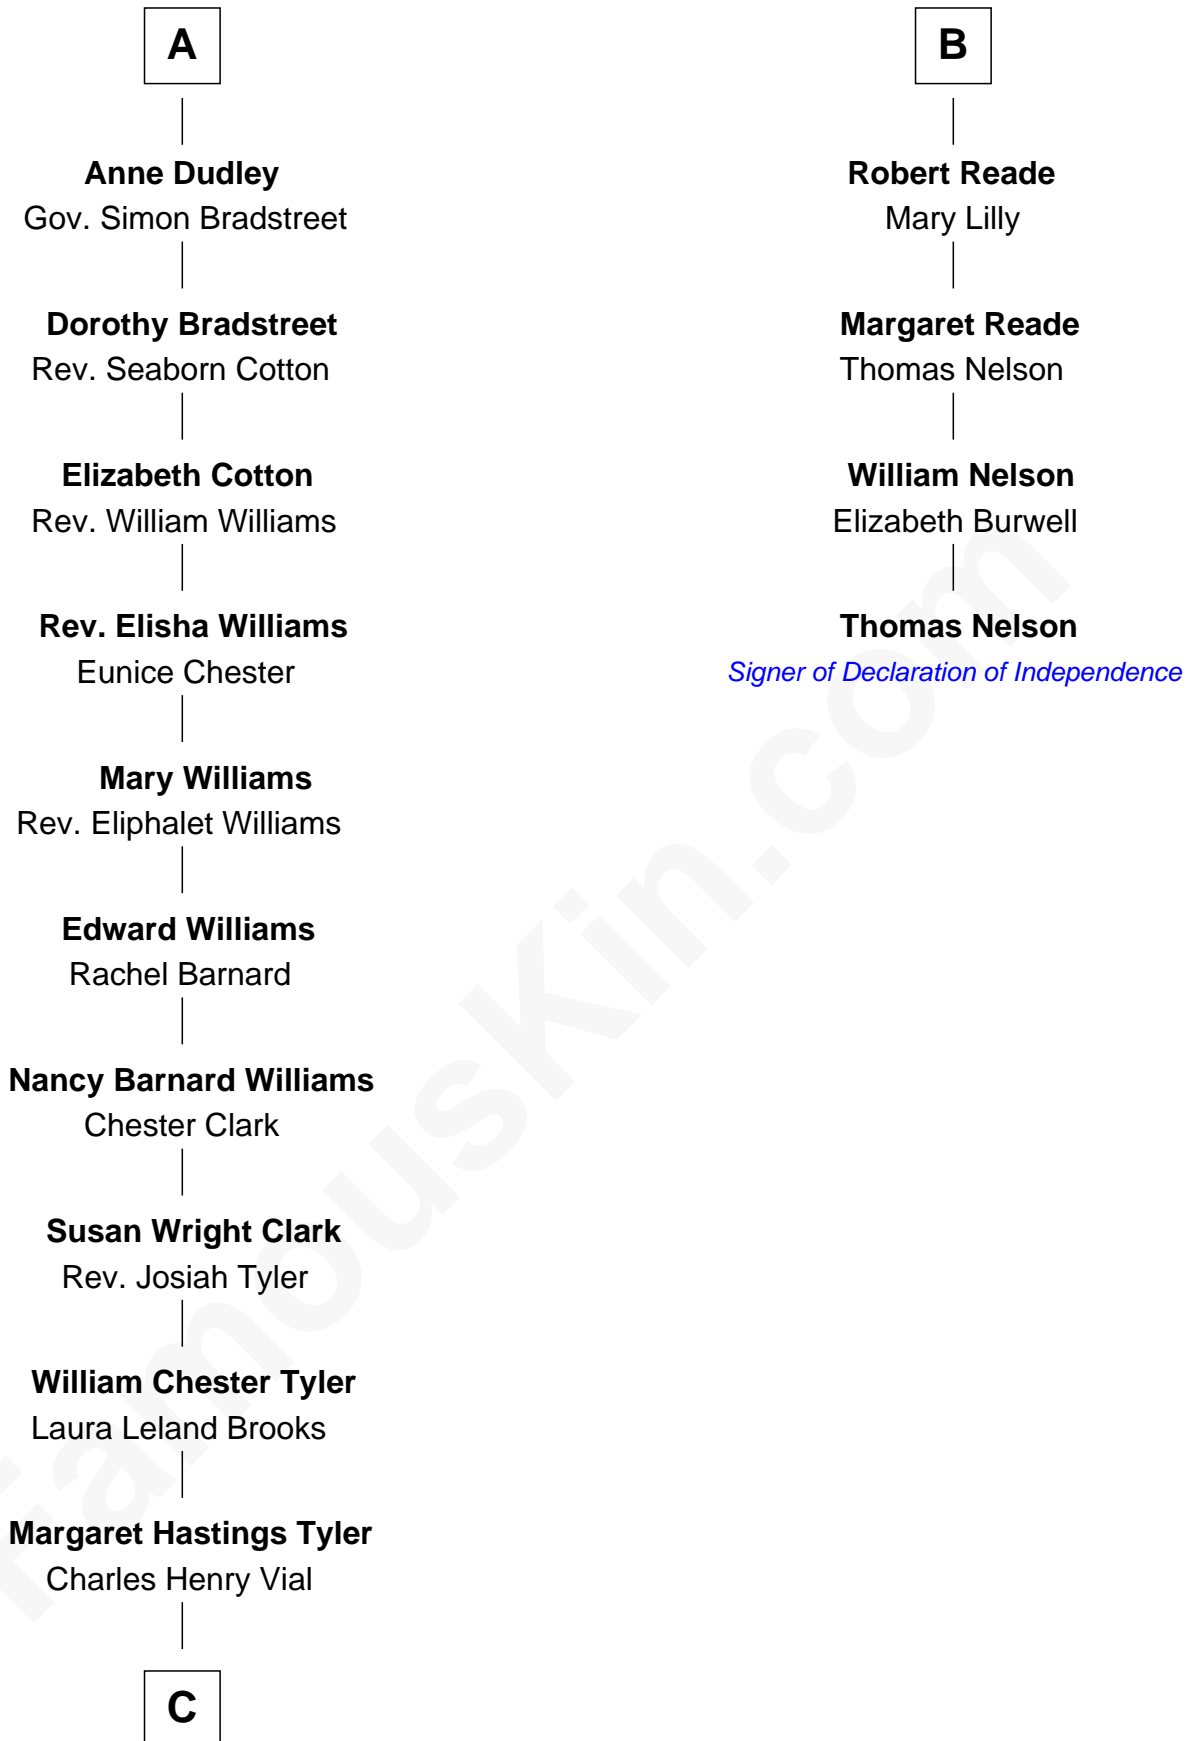 A
Anne Dudley
Gov. Simon Bradstreet
Dorothy Bradstreet
Rev. Seaborn Cotton
Elizabeth Cotton
Rev. William Williams
Rev. Elisha Williams
Eunice Chester
Mary Williams
Rev. Eliphalet Williams
Edward Williams
Rachel Barnard
Nancy Barnard Williams
Chester Clark
Susan Wright Clark
Rev. Josiah Tyler
William Chester Tyler
Laura Leland Brooks
Margaret Hastings Tyler
Charles Henry Vial
C
B
Robert Reade
Mary Lilly
Margaret Reade
Thomas Nelson
William Nelson
Elizabeth Burwell
Thomas Nelson
Signer of Declaration of Independence
FamousKin.com